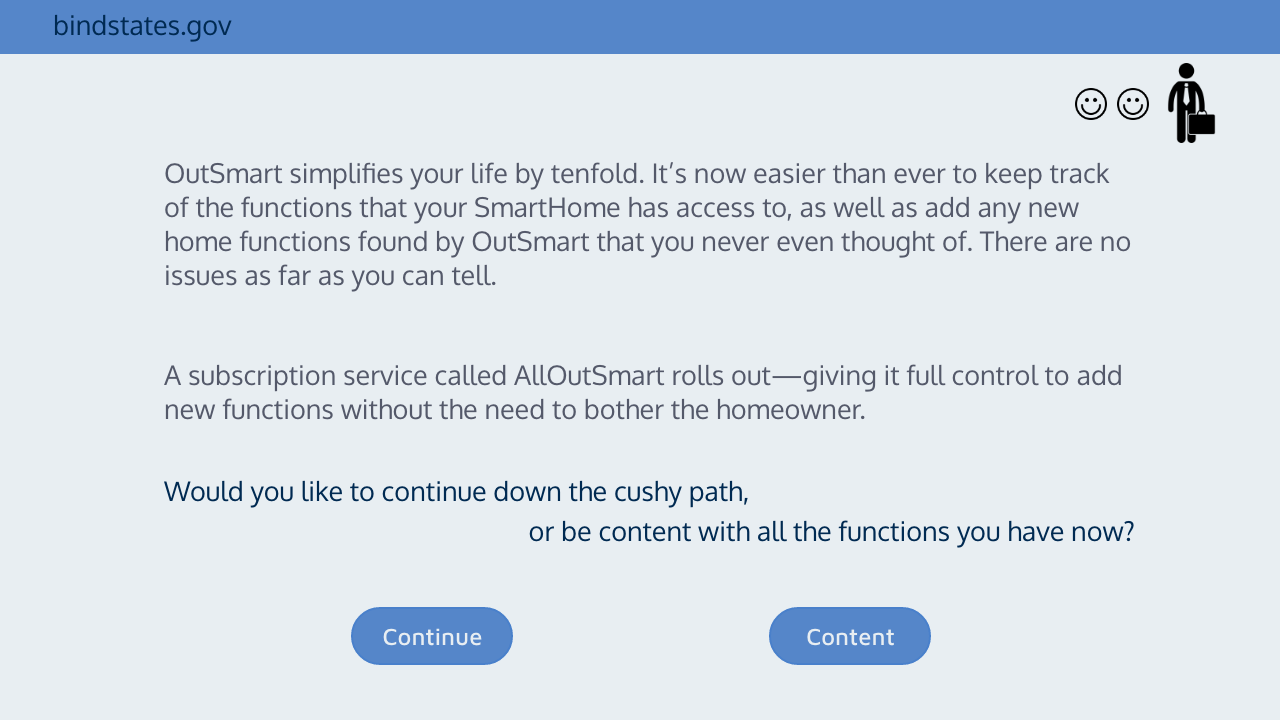 bindstates.gov
OutSmart simplifies your life by tenfold. It’s now easier than ever to keep track
of the functions that your SmartHome has access to, as well as add any new
home functions found by OutSmart that you never even thought of. There are no
issues as far as you can tell.
A subscription service called AllOutSmart rolls out—giving it full control to add
new functions without the need to bother the homeowner.
Would you like to continue down the cushy path,
or be content with all the functions you have now?
Continue
Content